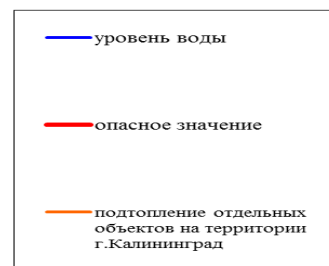 уровень воды
опасное значение
подтопление отдельных
объектов на территории
г.Калининград